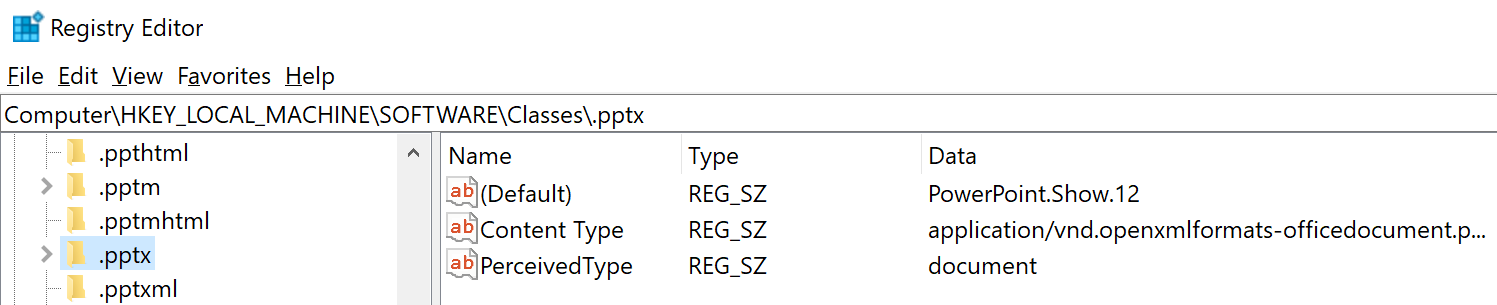 Registry Editor
File Edit View Favorites Help
Computer\HKEY_LOCAL_MACHINE\SOFTWARE\Classes\.pptx
.ppthtml
.pptm
.pptmhtml
.pptx
.pptxml
Name Type Data
ab (Default) REG_SZ PowerPoint.Show.12
ab Content Type REG_SZ application/vnd.openxmlformats-officedocument.p...
ab PerceivedType REG_SZ document